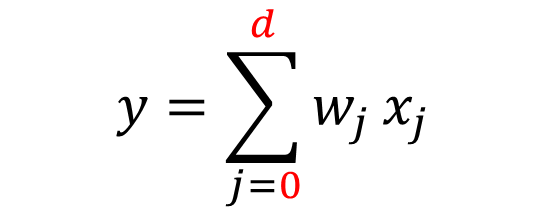 d
y = ∑ wⱼ xⱼ
j=0